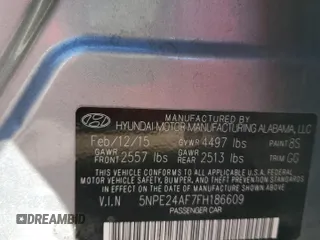 MANUFACTURED BY
HYUNDAI MOTOR MANUFACTURING ALABAMA, LLC
Feb/12/15 GVWR 4497 lbs PAINT 8S
GAWR FRONT 2557 lbs GAWR REAR 2513 lbs TRIM GG
THIS VEHICLE CONFORMS TO ALL APPLICABLE FEDERAL
MOTOR VEHICLE SAFETY, BUMPER, AND THEFT PREVENTION
STANDARDS IN EFFECT ON THE DATE OF
MANUFACTURE SHOWN ABOVE.
V.I.N 5NPE24AF7FH186609
PASSENGER CAR
DIRECT.CARS